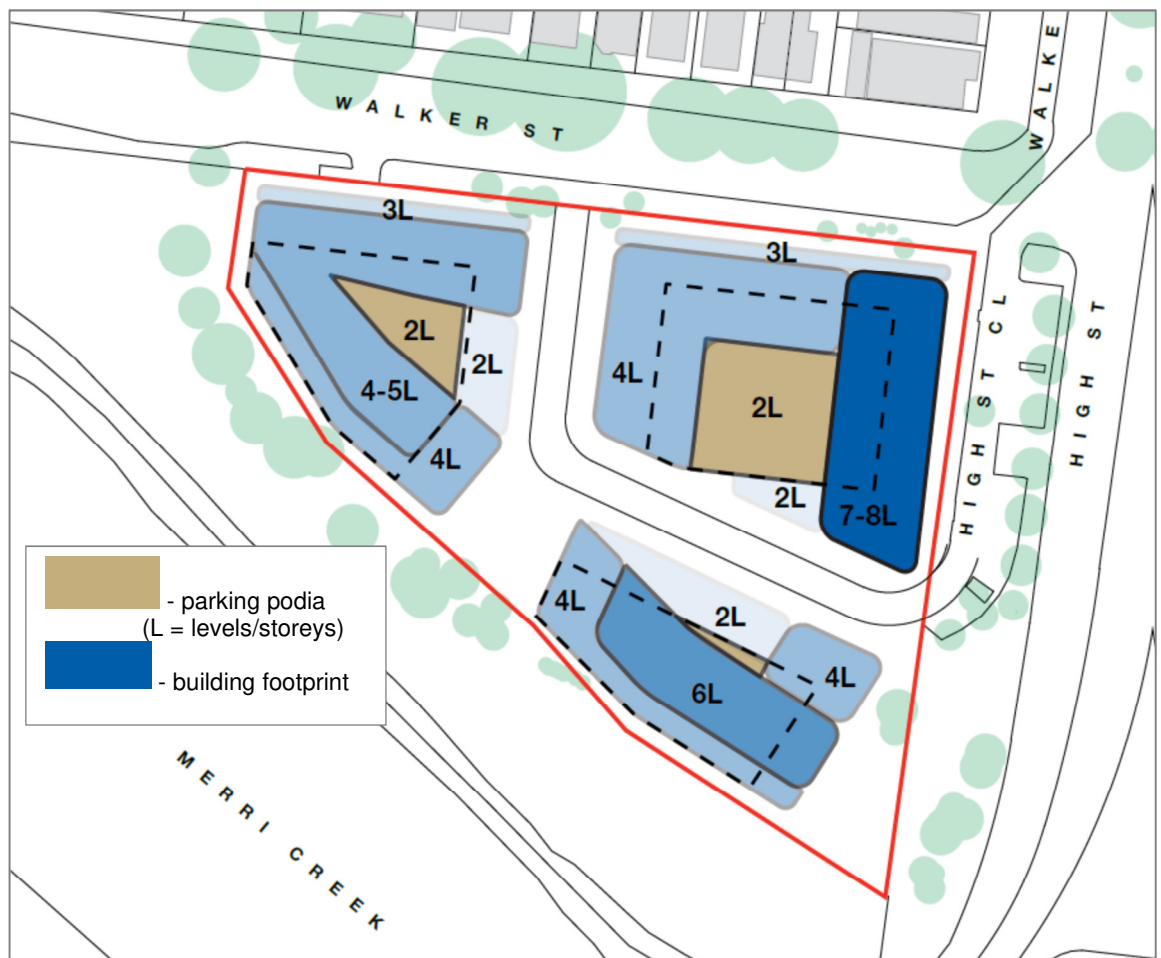 WALKER ST
WALKE
3L
3L
2L
2L
4-5L
4L
4L
2L
2L
7-8L
HIGH ST CL
HIGH ST
4L
2L
4L
6L
- parking podia
(L = levels/storeys)
- building footprint
MERRI CREEK